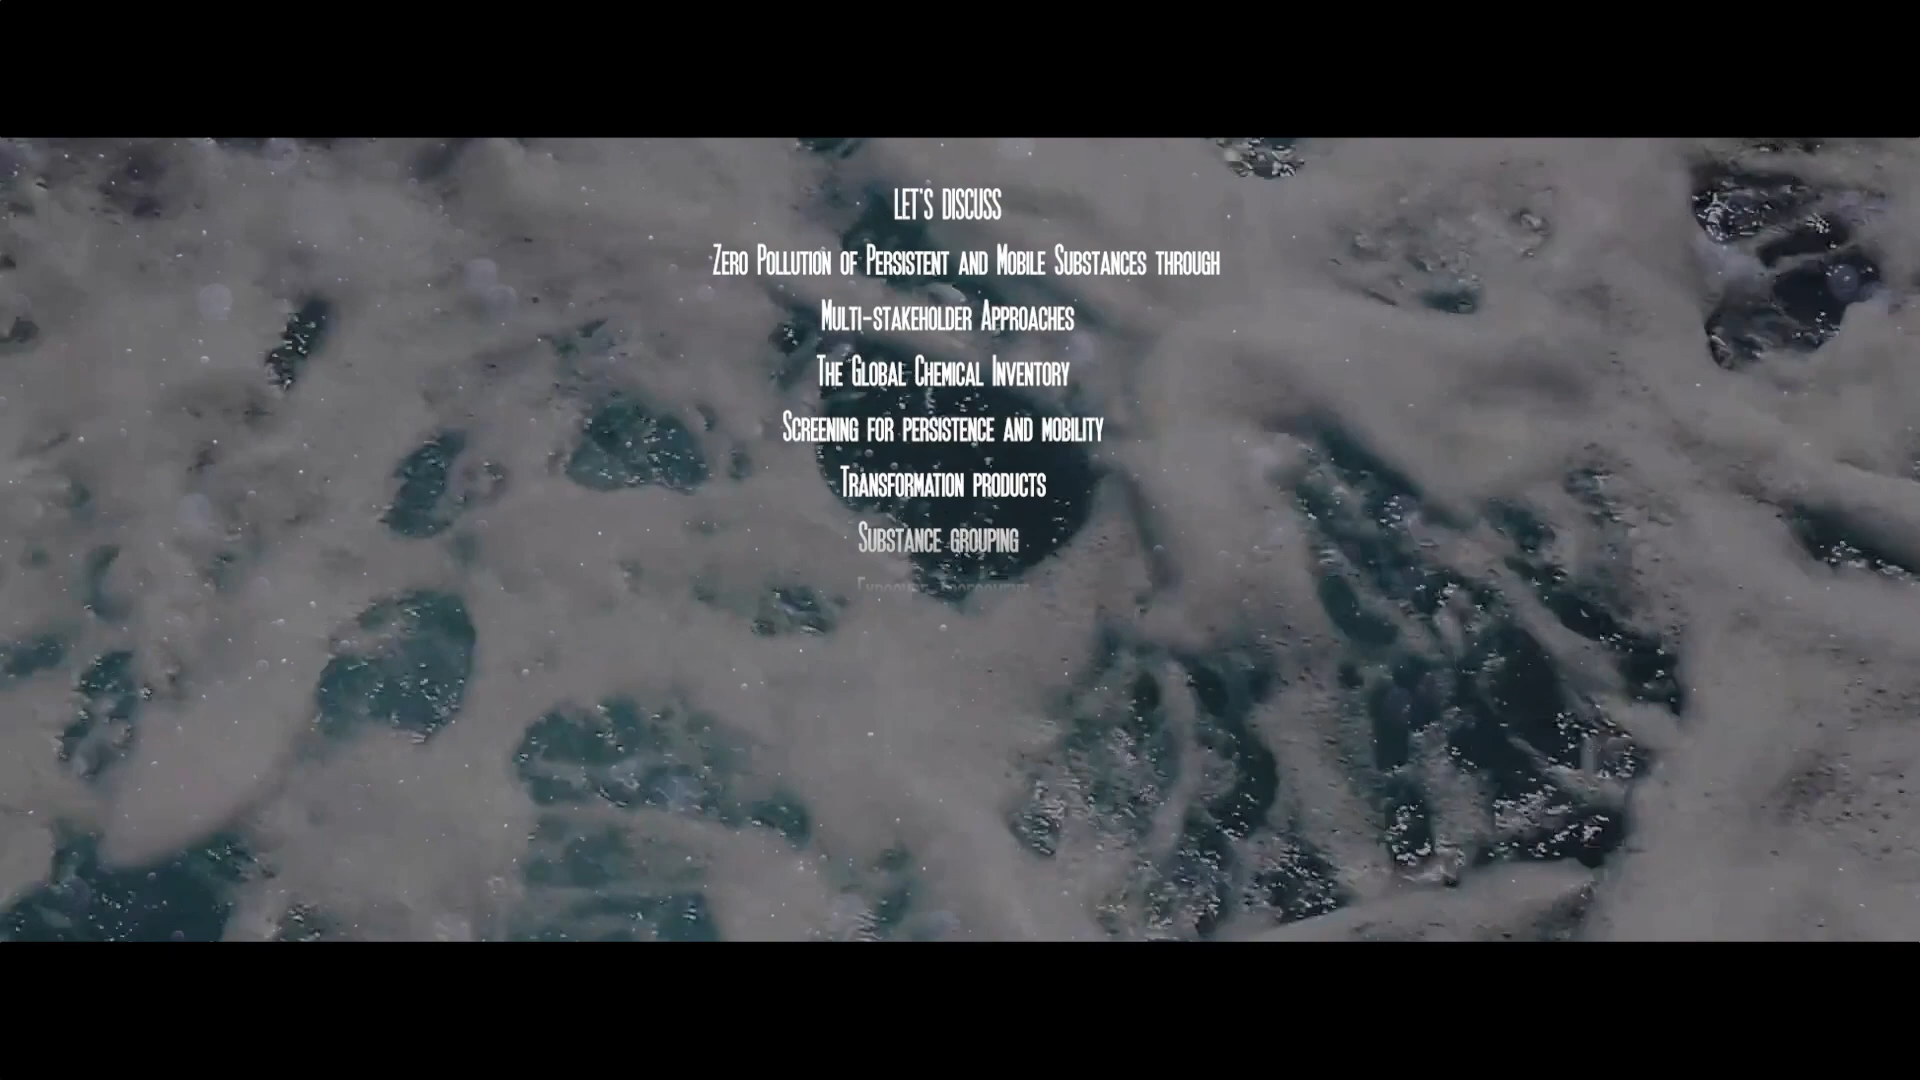 LET'S DISCUSS
Zero Pollution of Persistent and Mobile Substances through
Multi-stakeholder Approaches
The Global Chemical Inventory
Screening for persistence and mobility
Transformation products
Substance grouping